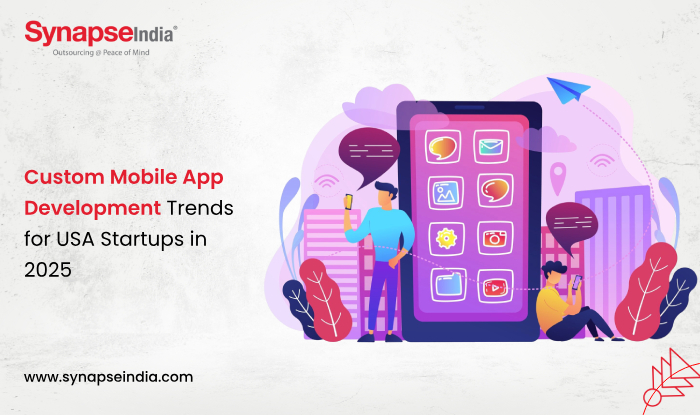 SynapseIndia®
Outsourcing @ Peace of Mind
Custom Mobile App
Development Trends
for USA Startups in
2025
www.synapseindia.com